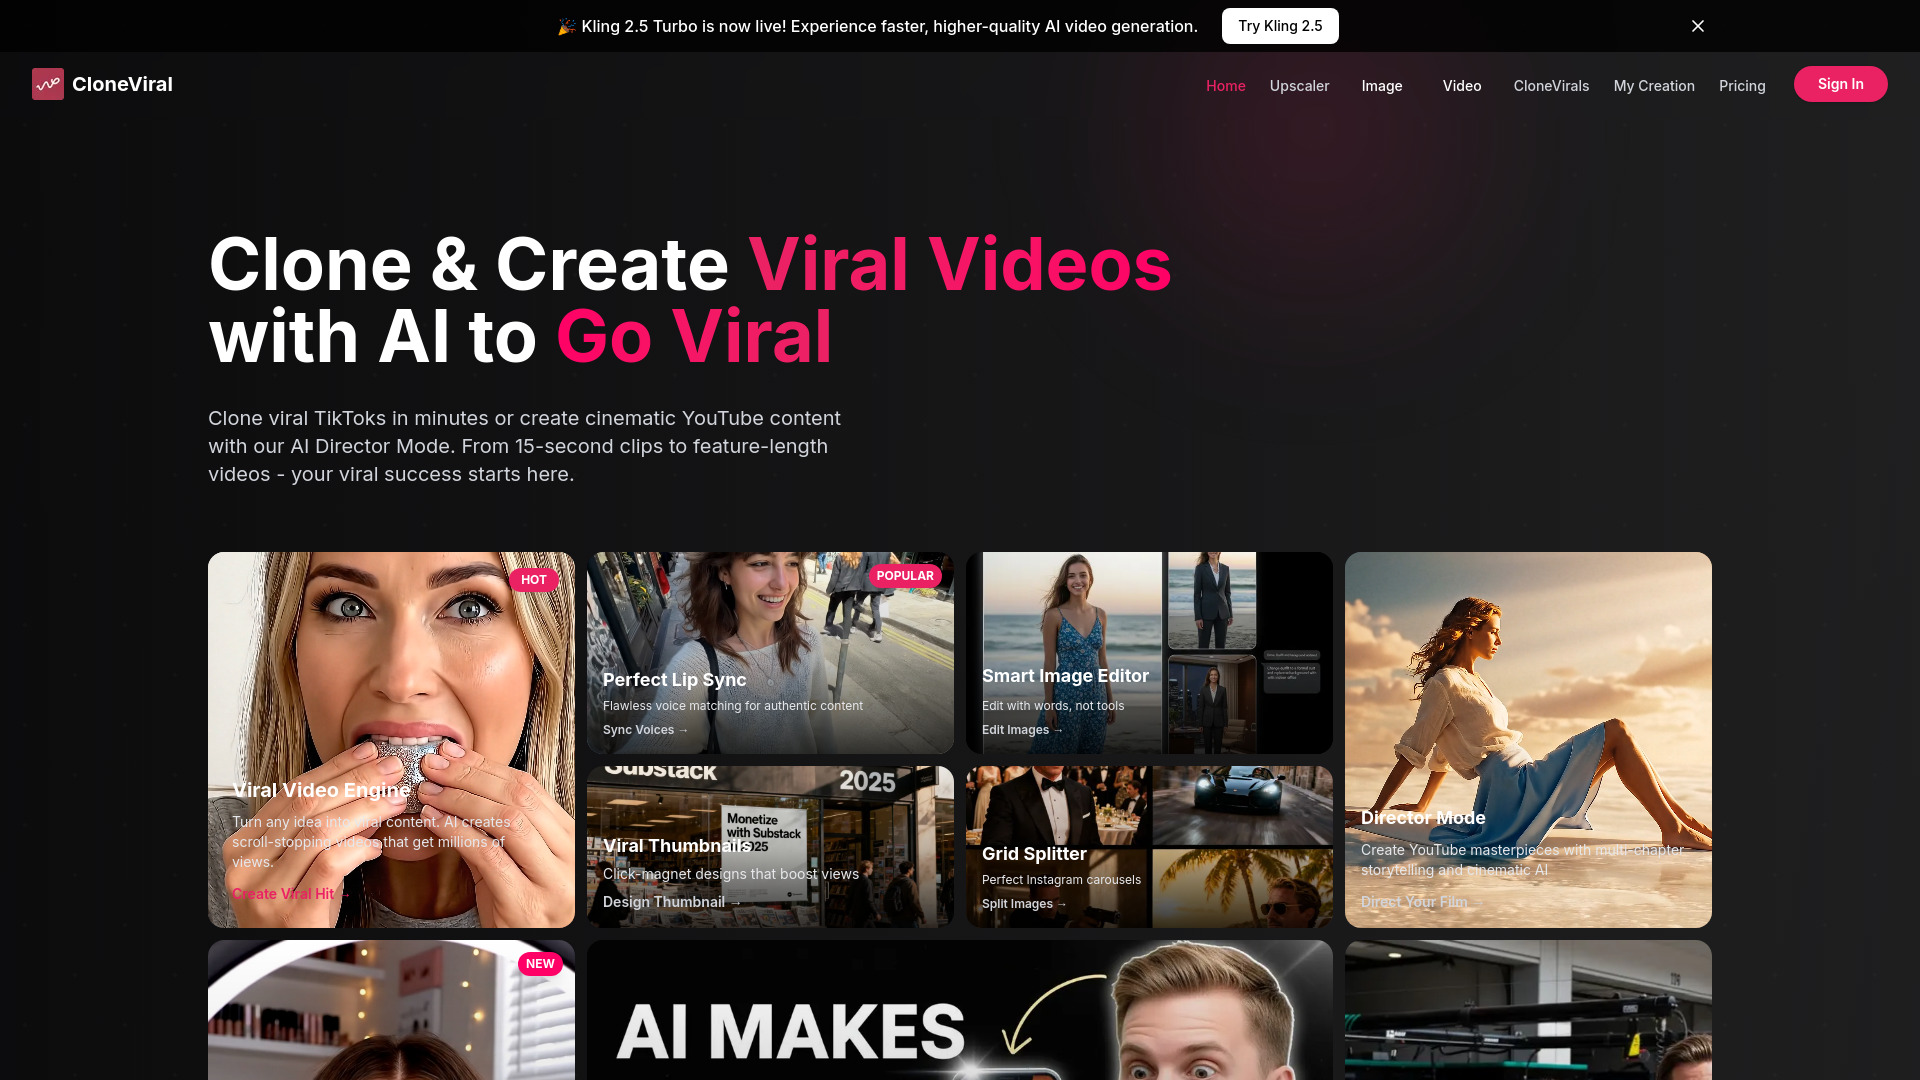 🎉 Kling 2.5 Turbo is now live! Experience faster, higher-quality AI video generation. Try Kling 2.5
CloneViral
Home Upscaler Image Video CloneVirals My Creation Pricing Sign In
Clone & Create Viral Videos
with AI to Go Viral
Clone viral TikToks in minutes or create cinematic YouTube content
with our AI Director Mode. From 15-second clips to feature-length
videos - your viral success starts here.
HOT
Viral Video Engine
Turn any idea into viral content. AI creates
scroll-stopping videos that get millions of
views.
Create Viral Hit →
POPULAR
Perfect Lip Sync
Flawless voice matching for authentic content
Sync Voices →
Smart Image Editor
Edit with words, not tools
Edit Images →
Substack
2025
Monetize
with Substack
2025
Viral Thumbnails
Click-magnet designs that boost views
Design Thumbnail →
Grid Splitter
Perfect Instagram carousels
Split Images →
Director Mode
Create YouTube masterpieces with multi-chapter
storytelling and cinematic AI
Direct Your Film →
NEW
AI MAKES